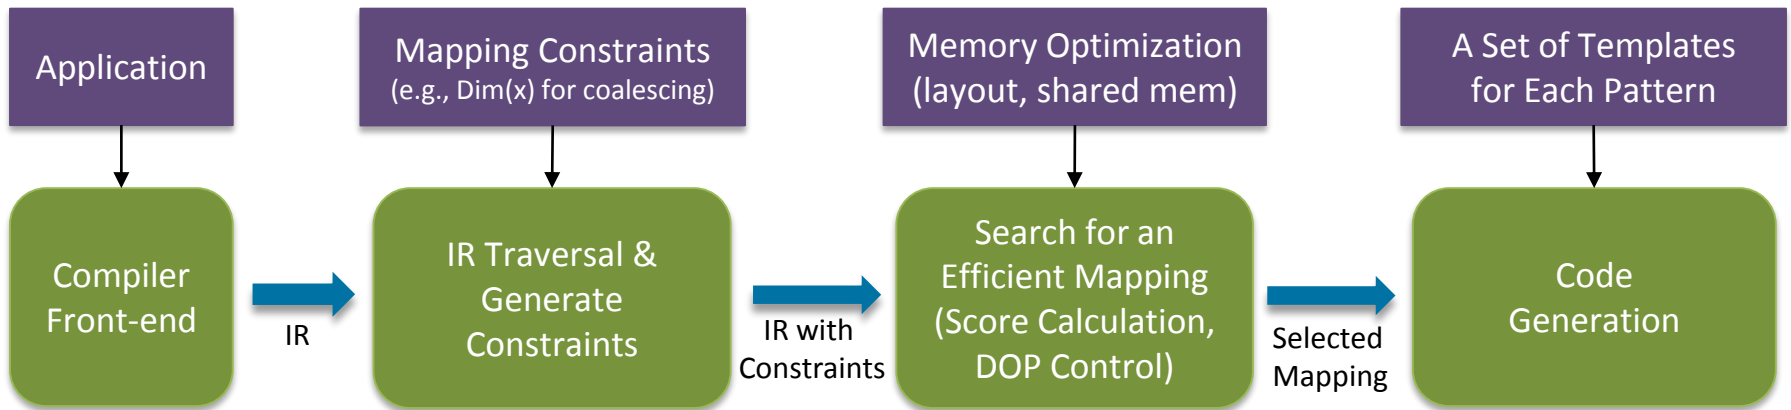 Application
Mapping Constraints
(e.g., Dim(x) for coalescing)
Memory Optimization
(layout, shared mem)
A Set of Templates
for Each Pattern
Compiler
Front-end
IR
IR Traversal &
Generate
Constraints
IR with
Constraints
Search for an
Efficient Mapping
(Score Calculation,
DOP Control)
Selected
Mapping
Code
Generation